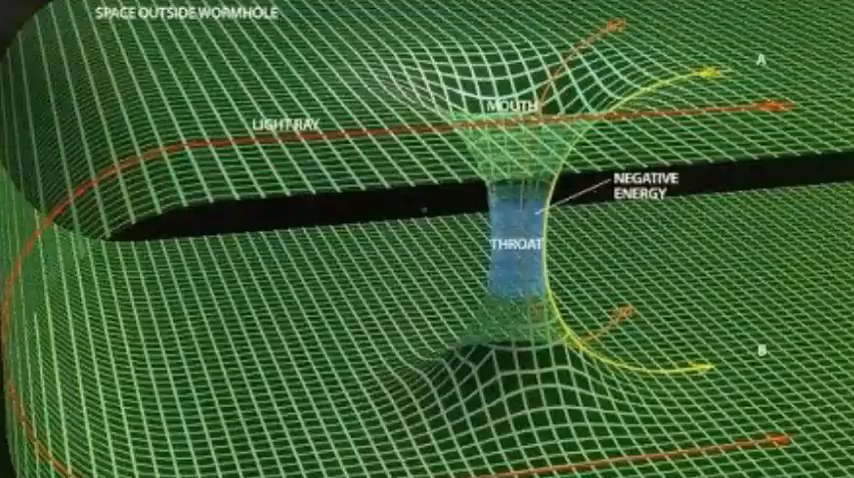 SPACE OUTSIDE WORMHOLE
A
MOUTH
LIGHT RAY
NEGATIVE
ENERGY
THROAT
B